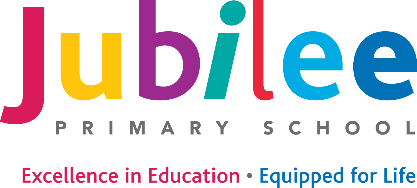 Jubilee
PRIMARY SCHOOL
Excellence in Education • Equipped for Life